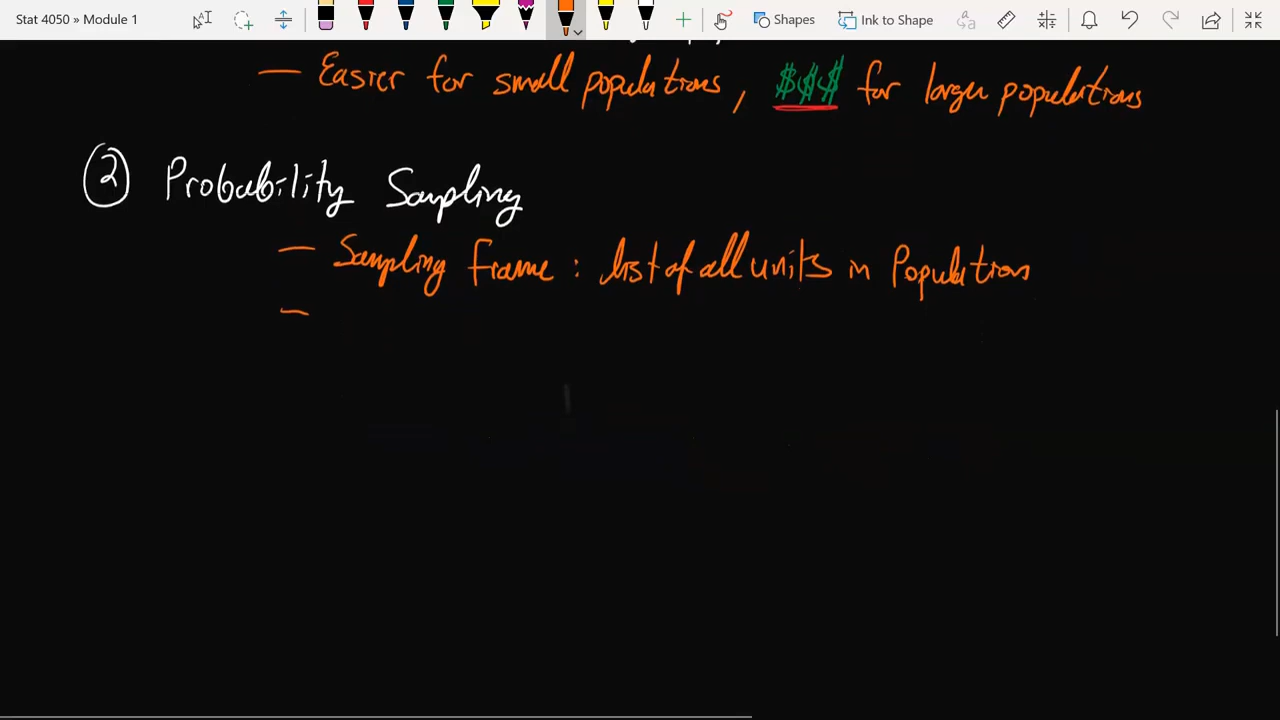 Stat 4050 » Module 1
Shapes
Ink to Shape
— Easier for small populations, $$$ for larger populations
② Probability Sampling
— Sampling Frame : list of all units in Population
—